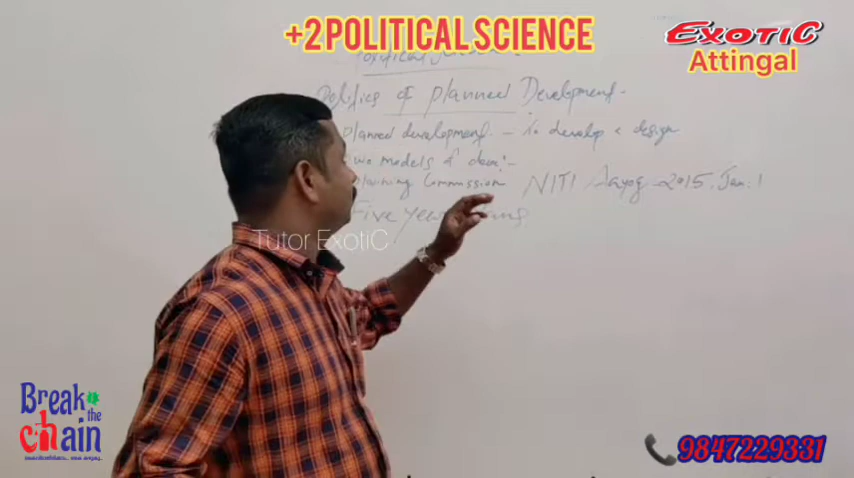 +2 POLITICAL SCIENCE
EXOTIC
Attingal
Politics of planned Development -
planned development - to develop a design
models of dev: -
planning Commission NITI Aayog - 2015. Jan. 1
Five year
Tutor ExotiC
Break
the
chain
9847229331